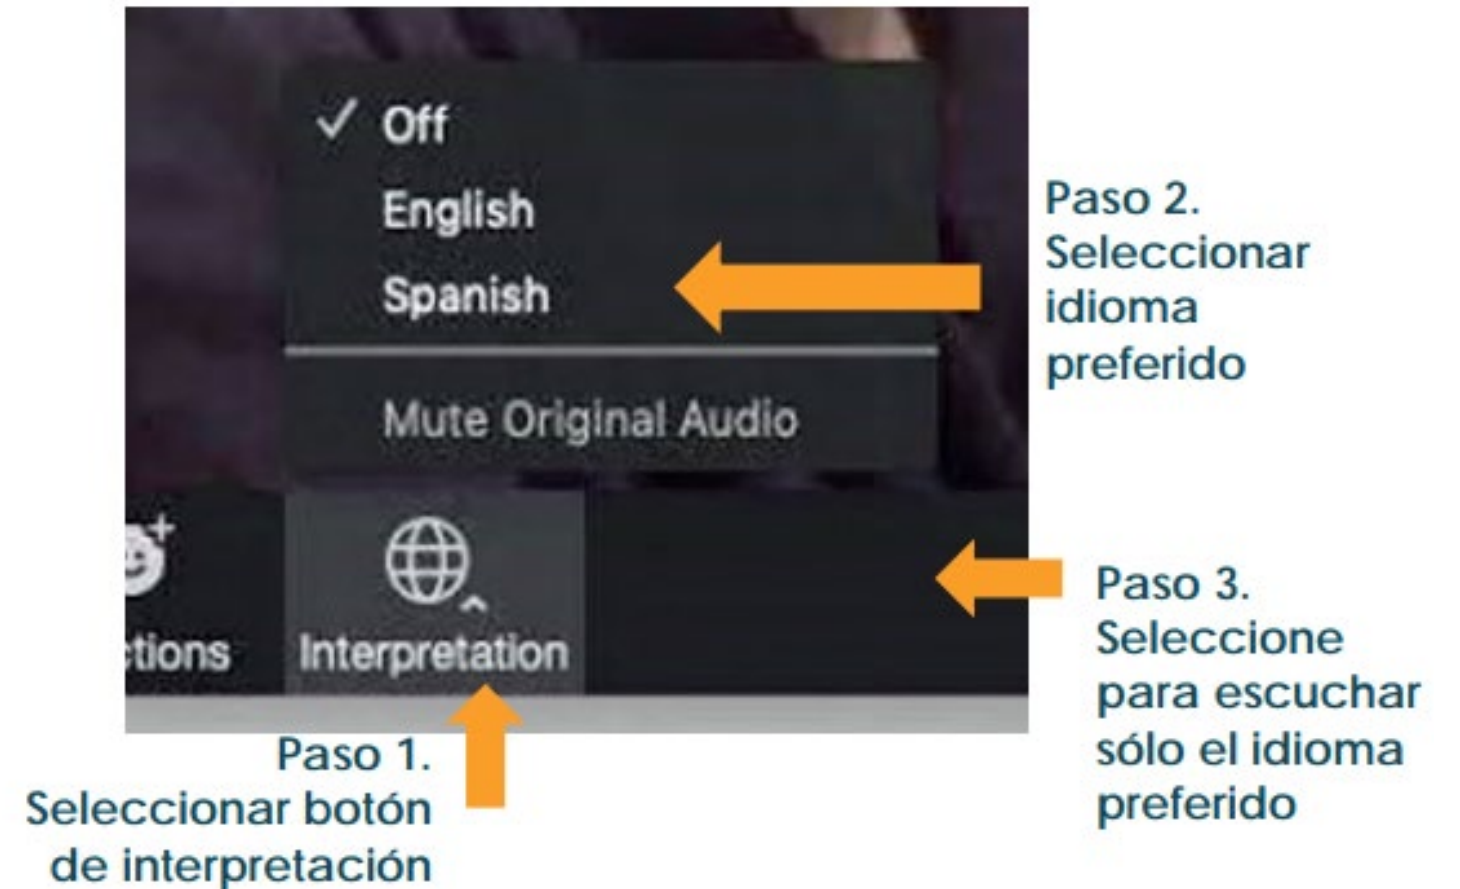 Off
English
Spanish
Mute Original Audio
Interpretation
Paso 1.
Seleccionar botón
de interpretación
Paso 2.
Seleccionar
idioma
preferido
Paso 3.
Seleccione
para escuchar
sólo el idioma
preferido